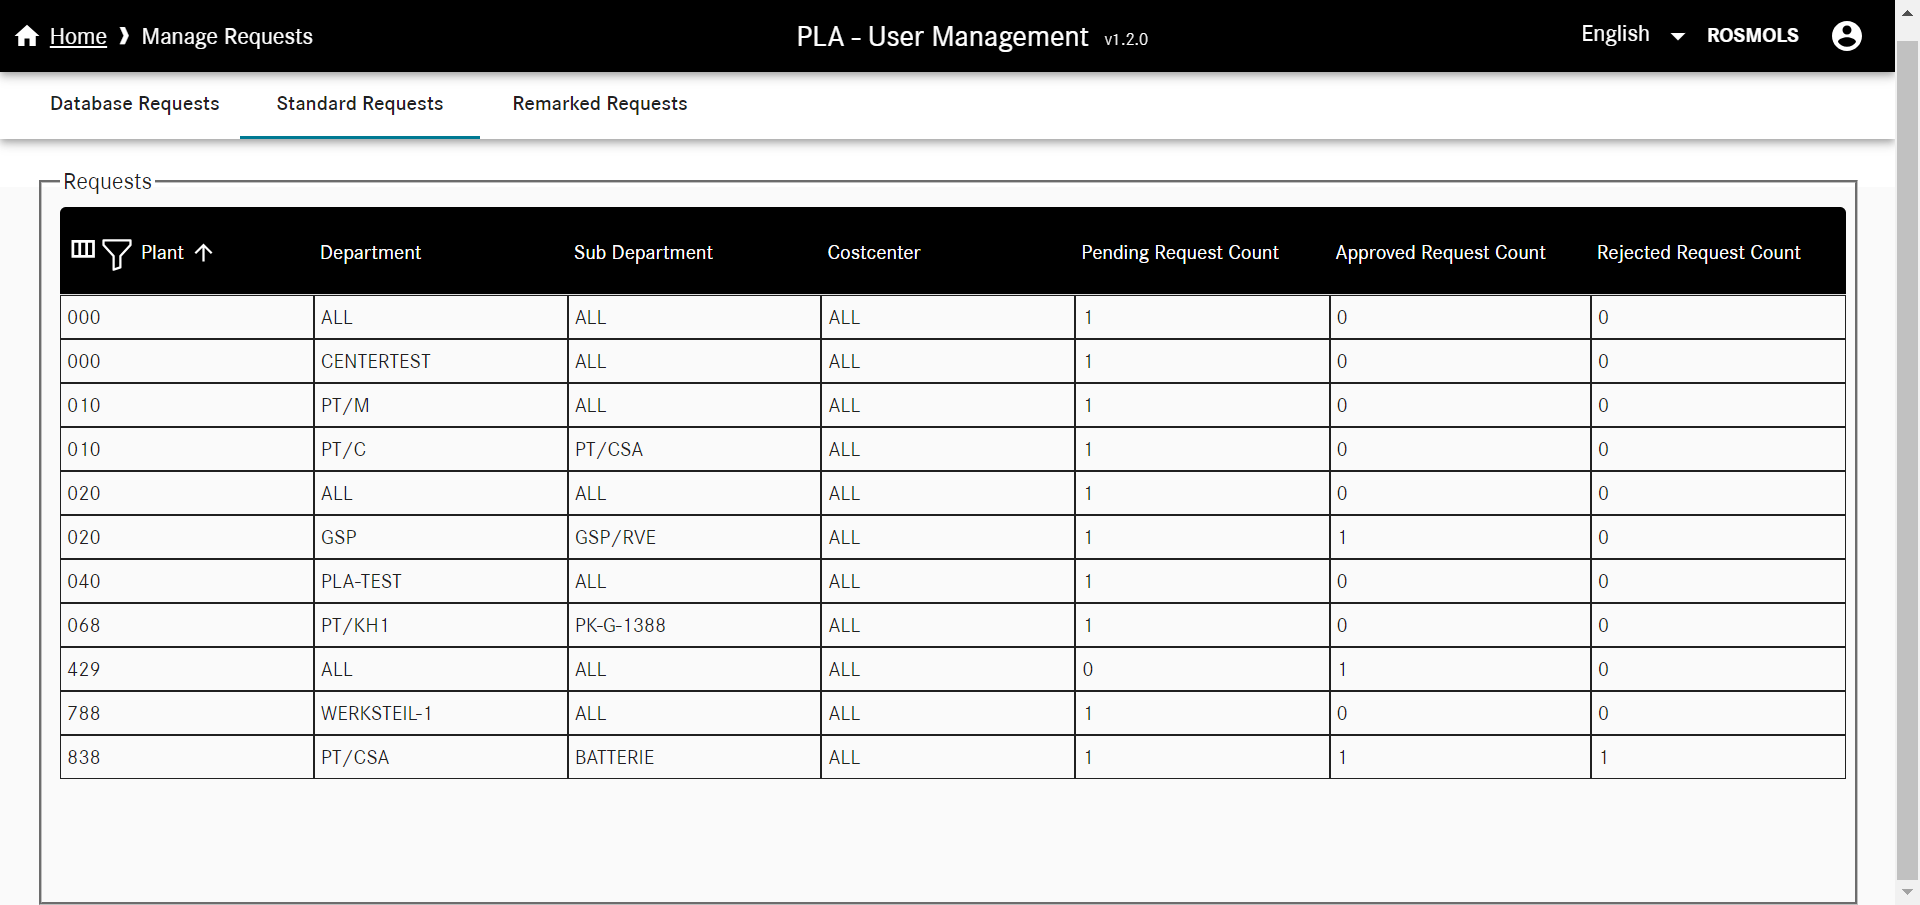 Home ❱ Manage Requests PLA - User Management v1.2.0 English ROSMOLS
Database Requests Standard Requests Remarked Requests
Requests
Plant Department Sub Department Costcenter Pending Request Count Approved Request Count Rejected Request Count
000 ALL ALL ALL 1 0 0
000 CENTERTEST ALL ALL 1 0 0
010 PT/M ALL ALL 1 0 0
010 PT/C PT/CSA ALL 1 0 0
020 ALL ALL ALL 1 0 0
020 GSP GSP/RVE ALL 1 1 0
040 PLA-TEST ALL ALL 1 0 0
068 PT/KH1 PK-G-1388 ALL 1 0 0
429 ALL ALL ALL 0 1 0
788 WERKSTEIL-1 ALL ALL 1 0 0
838 PT/CSA BATTERIE ALL 1 1 1